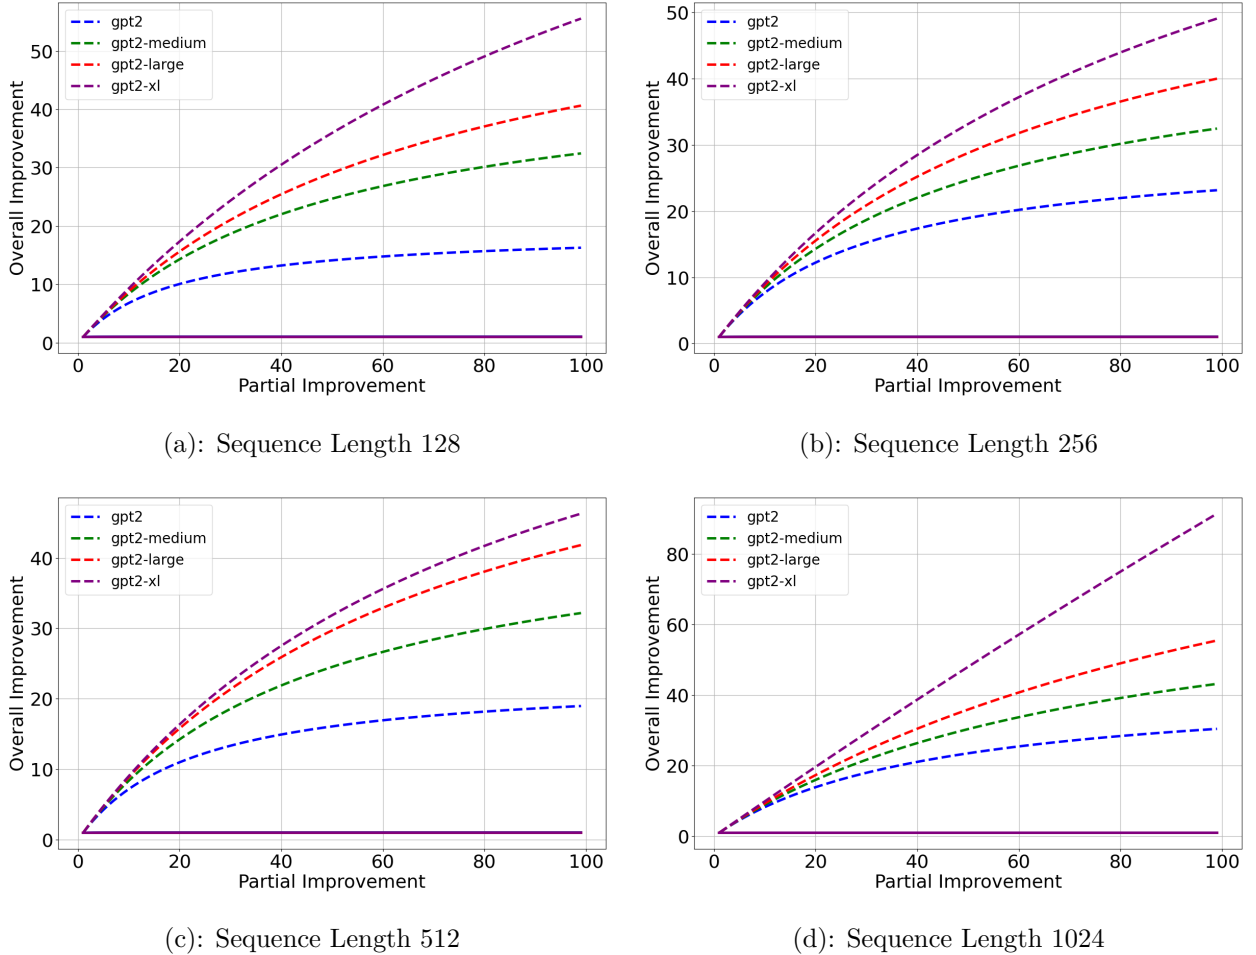 gpt2
gpt2-medium
gpt2-large
gpt2-xl
50
40
30
20
10
0
Overall Improvement
0 20 40 60 80 100
Partial Improvement
(a): Sequence Length 128
gpt2
gpt2-medium
gpt2-large
gpt2-xl
50
40
30
20
10
0
Overall Improvement
0 20 40 60 80 100
Partial Improvement
(b): Sequence Length 256
gpt2
gpt2-medium
gpt2-large
gpt2-xl
40
30
20
10
0
Overall Improvement
0 20 40 60 80 100
Partial Improvement
(c): Sequence Length 512
gpt2
gpt2-medium
gpt2-large
gpt2-xl
80
60
40
20
0
Overall Improvement
0 20 40 60 80 100
Partial Improvement
(d): Sequence Length 1024